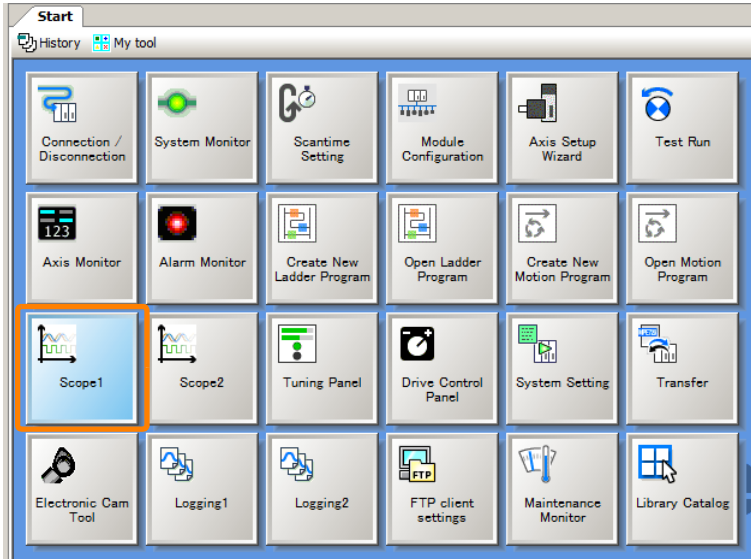 Start
History My tool
Connection /
Disconnection
System Monitor
Scantime
Setting
Module
Configuration
Axis Setup
Wizard
Test Run
123
Axis Monitor
Alarm Monitor
Create New
Ladder Program
Open Ladder
Program
Create New
Motion Program
Open Motion
Program
Scope1
Scope2
Tuning Panel
Drive Control
Panel
System Setting
Transfer
Electronic Cam
Tool
Logging1
Logging2
FTP
FTP client
settings
Maintenance
Monitor
Library Catalog